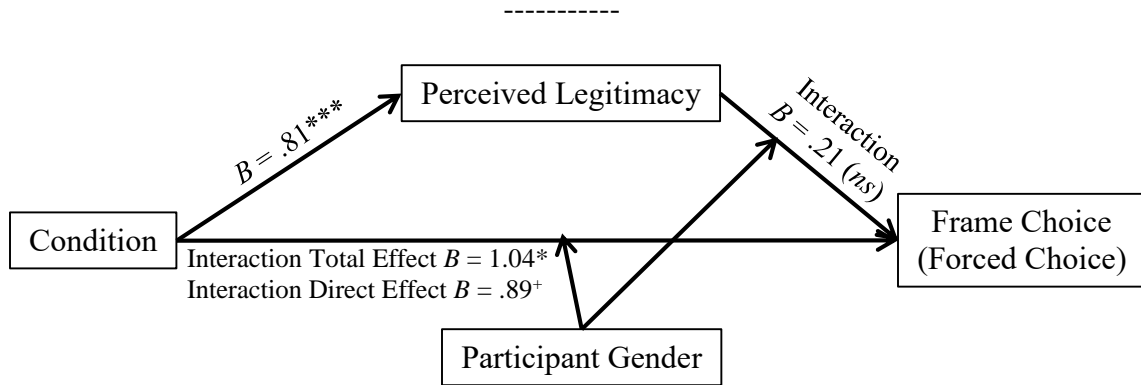 -----------
Perceived Legitimacy
B = .81***
Interaction
B = .21 (ns)
Condition
Frame Choice
(Forced Choice)
Interaction Total Effect B = 1.04*
Interaction Direct Effect B = .89⁺
Participant Gender